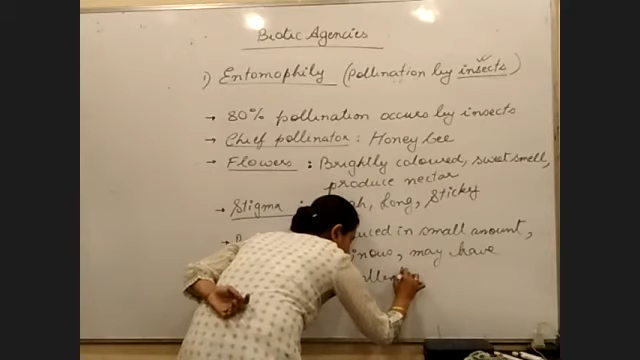 Biotic Agencies
1) Entomophily (Pollination by insects)
→ 80% pollination occurs by insects
→ Chief pollinator : Honey bee
→ Flowers : Brightly coloured, sweet smell,
produce nectar
→ Stigma : Long, Sticky
in small amount,
may have